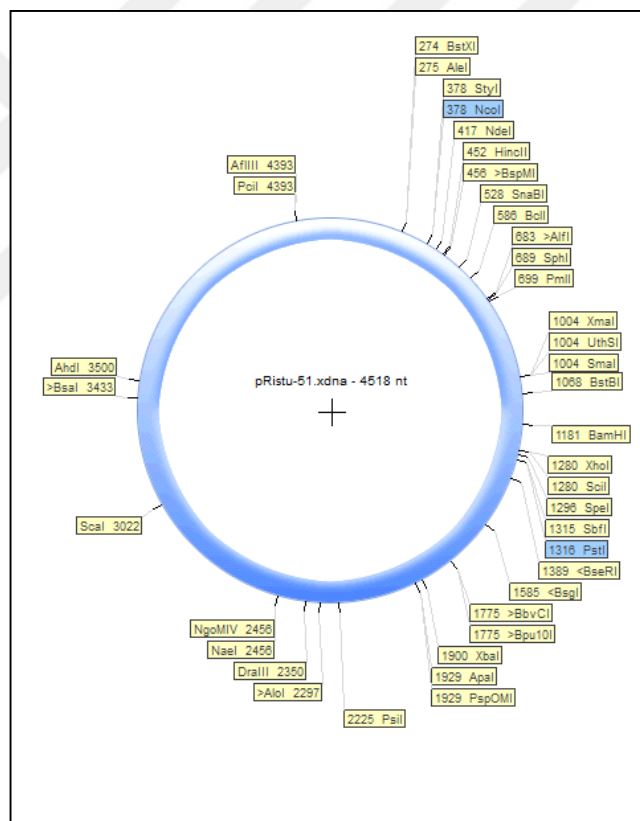 274 BstXI
275 AleI
378 StyI
378 NcoI
417 NdeI
452 HincII
456 >BspMI
528 SnaBI
586 BclI
683 >AlfI
689 SphI
699 PmlI
AflIII 4393
PciI 4393
1004 XmaI
1004 UthSI
1004 SmaI
1068 BstBI
AhdI 3500
>BsaI 3433
pRistu-51.xdna - 4518 nt
1181 BamHI
1280 XhoI
1280 SciI
1296 SpeI
1315 SbfI
1316 PstI
1389 <BseRI
ScaI 3022
1585 <BsgI
1775 >BbvCI
1775 >Bpu10I
NgoMIV 2456
NaeI 2456
DraIII 2350
>AloI 2297
1900 XbaI
1929 ApaI
1929 PspOMI
2225 PsiI